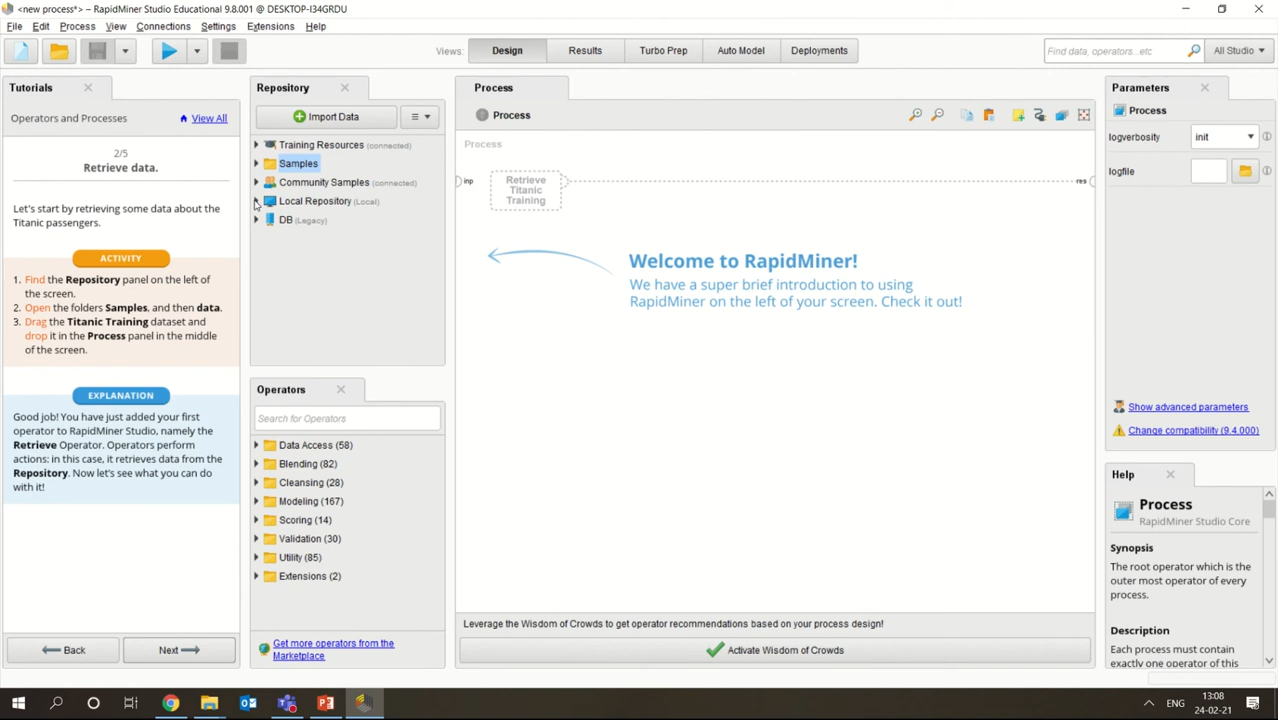 <new process*> – RapidMiner Studio Educational 9.8.001 @ DESKTOP-I34GRDU
File Edit Process View Connections Settings Extensions Help
Views: Design Results Turbo Prep Auto Model Deployments
Find data, operators...etc
All Studio
Tutorials
Operators and Processes
View All
2/5
Retrieve data.
Let's start by retrieving some data about the
Titanic passengers.
ACTIVITY
1. Find the Repository panel on the left of
the screen.
2. Open the folders Samples, and then data.
3. Drag the Titanic Training dataset and
drop it in the Process panel in the middle
of the screen.
EXPLANATION
Good job! You have just added your first
operator to RapidMiner Studio, namely the
Retrieve Operator. Operators perform
actions: in this case, it retrieves data from the
Repository. Now let's see what you can do
with it!
Back
Next
Repository
Import Data
Training Resources (connected)
Samples
Community Samples (connected)
Local Repository (Local)
DB (Legacy)
Operators
Search for Operators
Data Access (58)
Blending (82)
Cleansing (28)
Modeling (167)
Scoring (14)
Validation (30)
Utility (85)
Extensions (2)
Get more operators from the
Marketplace
Process
Process
Process
inp
Retrieve
Titanic
Training
res
Welcome to RapidMiner!
We have a super brief introduction to using
RapidMiner on the left of your screen. Check it out!
Leverage the Wisdom of Crowds to get operator recommendations based on your process design!
Activate Wisdom of Crowds
Parameters
Process
logverbosity
init
logfile
Show advanced parameters
Change compatibility (9.4.000)
Help
Process
RapidMiner Studio Core
Synopsis
The root operator which is the
outer most operator of every
process.
Description
Each process must contain
exactly one operator of this
ENG
13:08
24-02-21